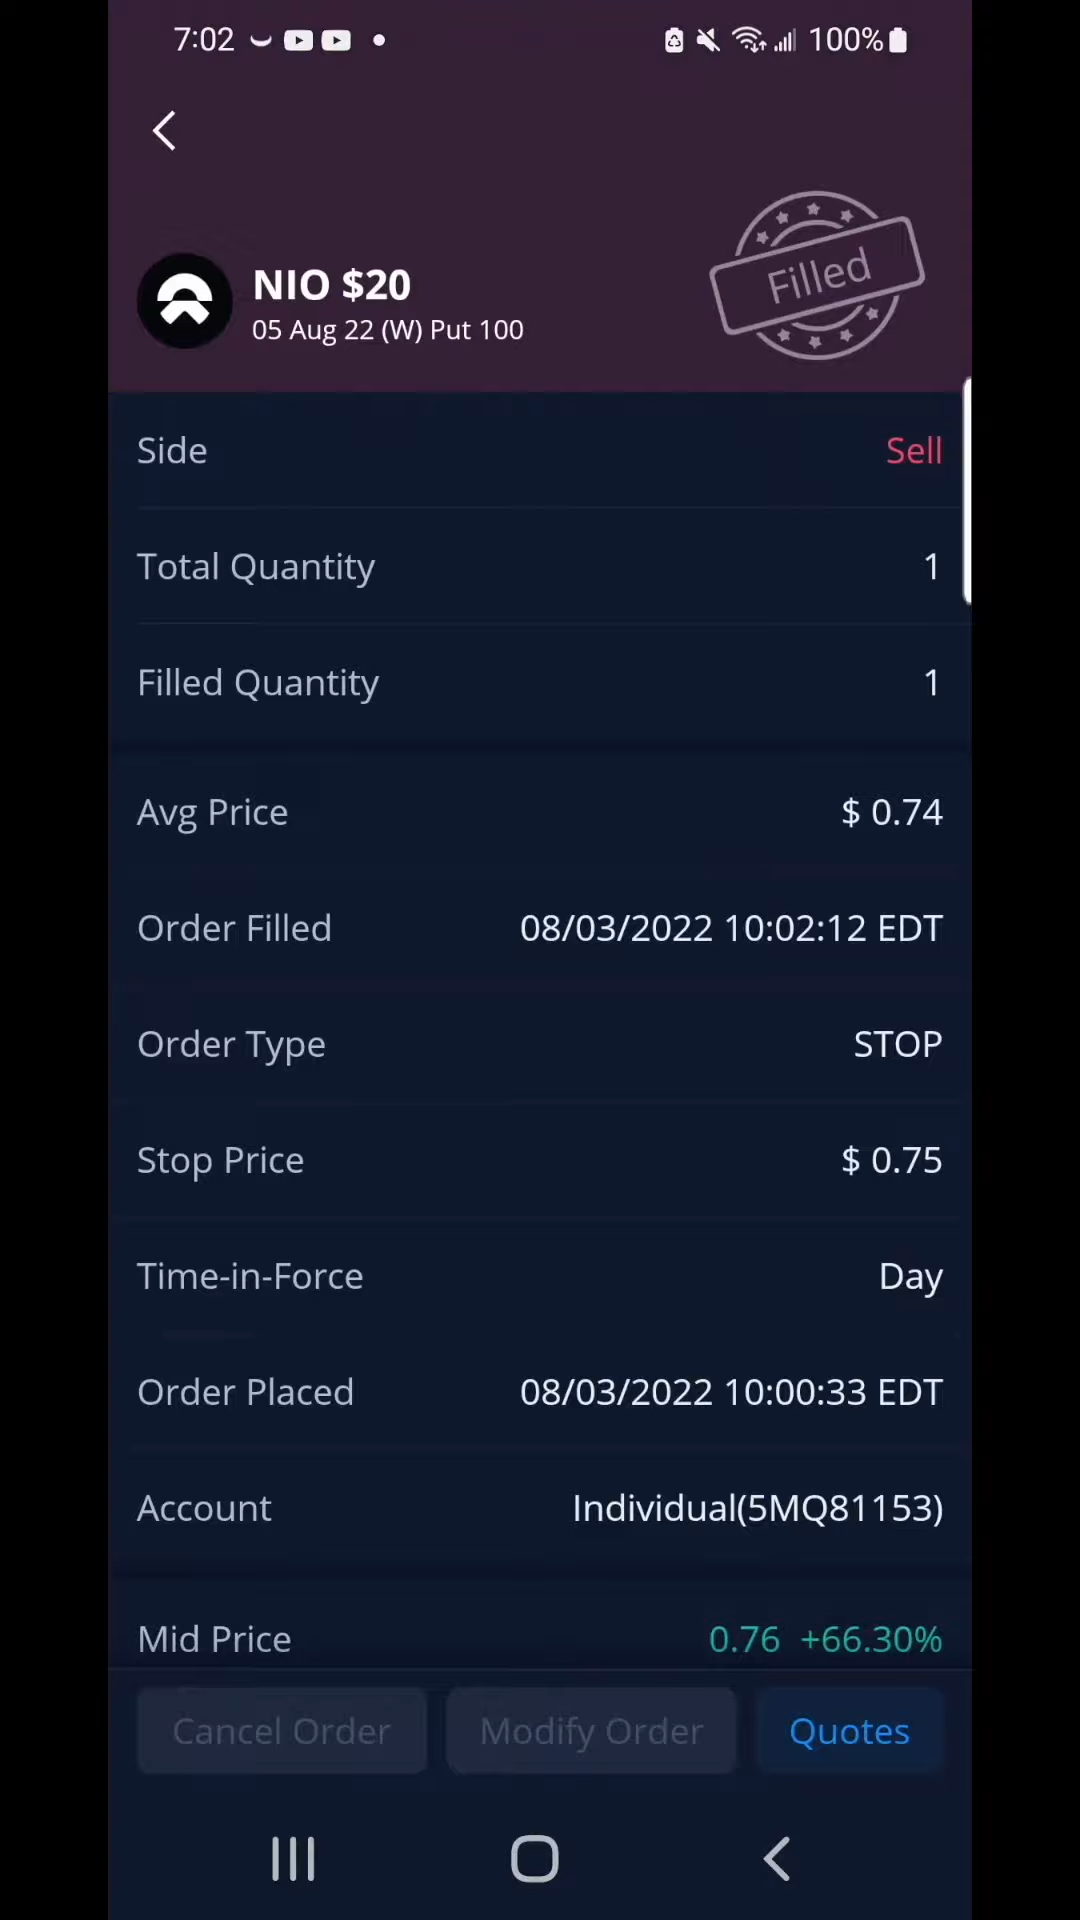 7:02 100%
NIO $20
05 Aug 22 (W) Put 100
Filled
Side Sell
Total Quantity 1
Filled Quantity 1
Avg Price $ 0.74
Order Filled 08/03/2022 10:02:12 EDT
Order Type STOP
Stop Price $ 0.75
Time-in-Force Day
Order Placed 08/03/2022 10:00:33 EDT
Account Individual(5MQ81153)
Mid Price 0.76 +66.30%
Cancel Order Modify Order Quotes